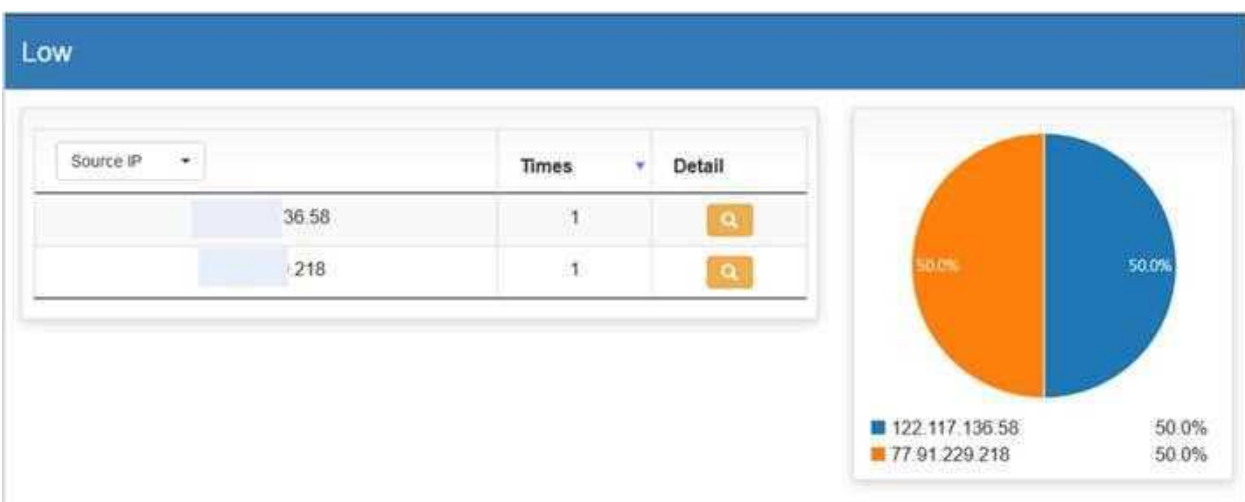 Low
Source IP Times Detail
36.58 1
.218 1
50.0% 50.0%
122.117.136.58 50.0%
77.91.229.218 50.0%